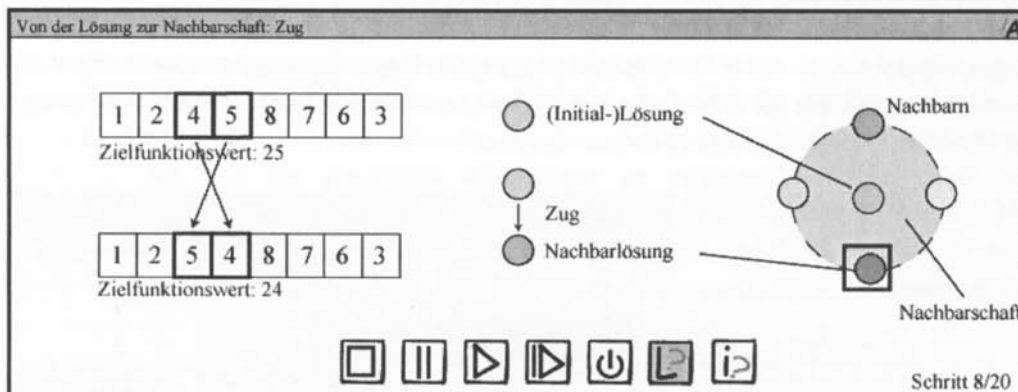 Von der Lösung zur Nachbarschaft: Zug
1 2 4 5 8 7 6 3
Zielfunktionswert: 25
1 2 5 4 8 7 6 3
Zielfunktionswert: 24
(Initial-)Lösung
Zug
Nachbarlösung
Nachbarn
Nachbarschaft
L?
i?
Schritt 8/20